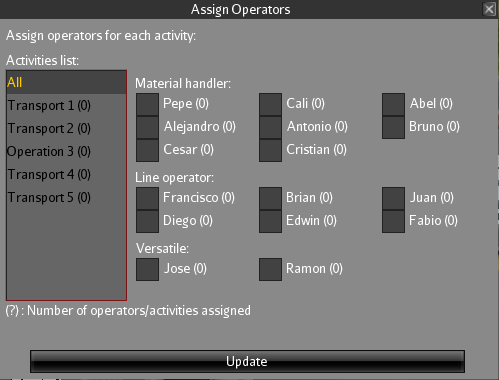 Assign Operators
Assign operators for each activity:
Activities list:
All
Transport 1 (0)
Transport 2 (0)
Operation 3 (0)
Transport 4 (0)
Transport 5 (0)
Material handler:
Pepe (0) Cali (0) Abel (0)
Alejandro (0) Antonio (0) Bruno (0)
Cesar (0) Cristian (0)
Line operator:
Francisco (0) Brian (0) Juan (0)
Diego (0) Edwin (0) Fabio (0)
Versatile:
Jose (0) Ramon (0)
(?) : Number of operators/activities assigned
Update